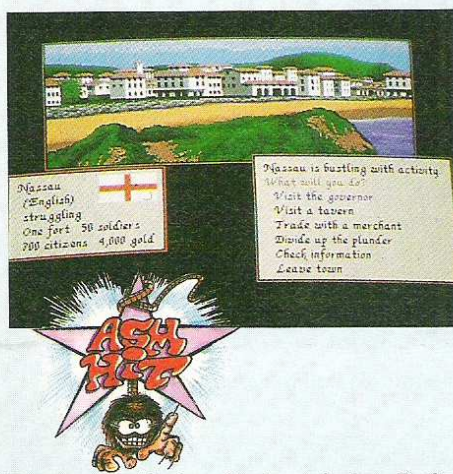 Nassau
(English)
struggling
One fort 50 soldiers
700 citizens 4,000 gold
Nassau is bustling with activity
What will you do?
Visit the governor
Visit a tavern
Trade with a merchant
Divide up the plunder
Check information
Leave town
ASM
HIT